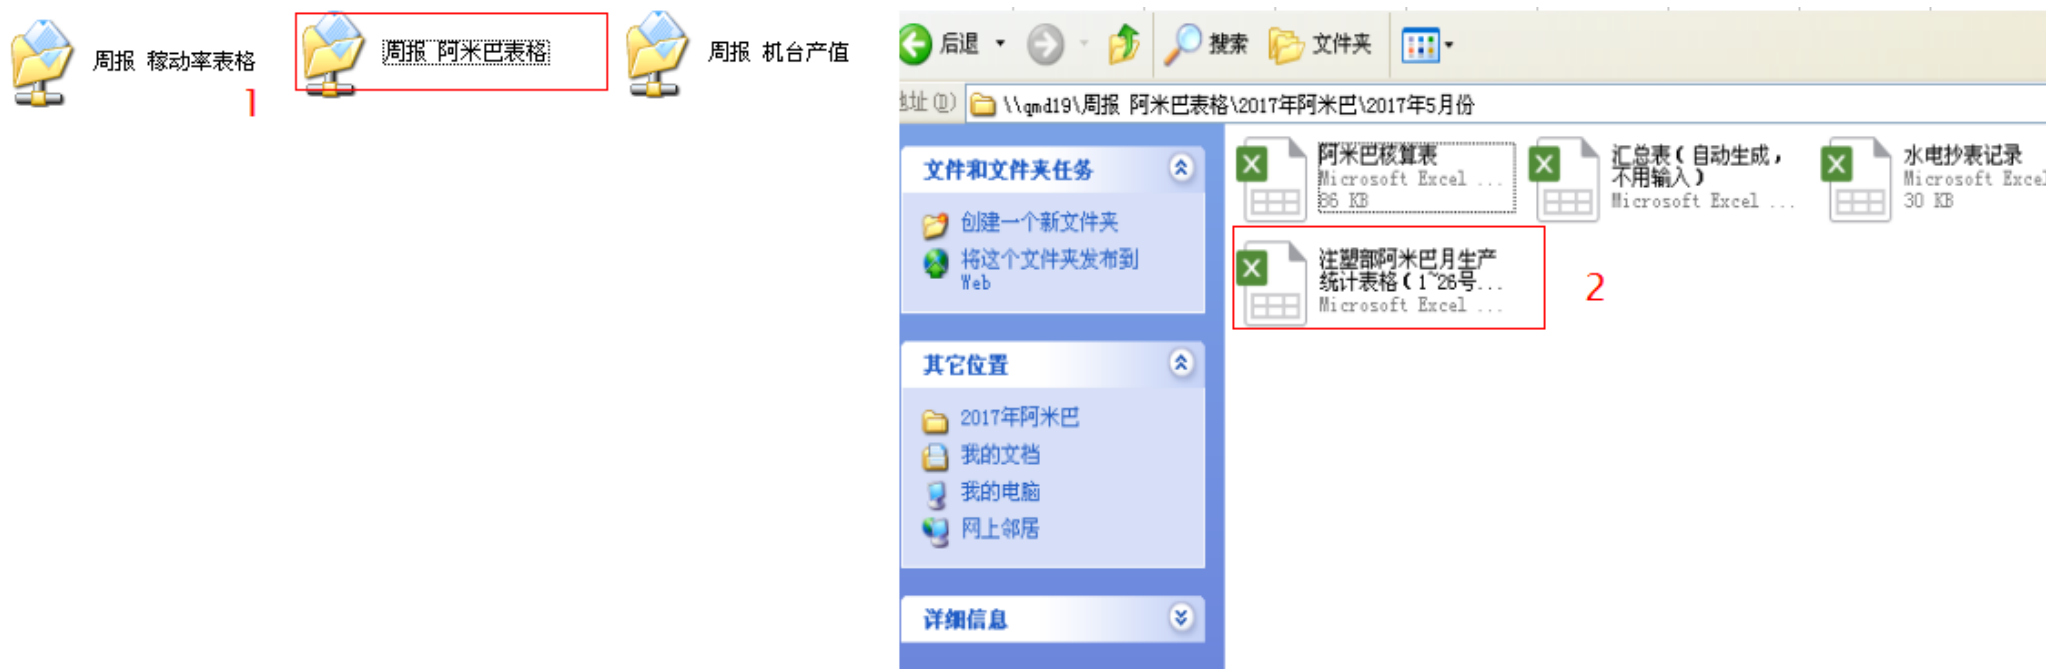 周报 稼动率表格
1
周报 阿米巴表格
周报 机台产值
后退
搜索
文件夹
地址(D)
\\qmd19\周报 阿米巴表格\2017年阿米巴\2017年5月份
文件和文件夹任务
创建一个新文件夹
将这个文件夹发布到
Web
其它位置
2017年阿米巴
我的文档
我的电脑
网上邻居
详细信息
阿米巴核算表
Microsoft Excel ...
86 KB
汇总表(自动生成,
不用输入)
Microsoft Excel ...
水电抄表记录
Microsoft Excel
30 KB
注塑部阿米巴月生产
统计表格(1~26号...
Microsoft Excel ...
2